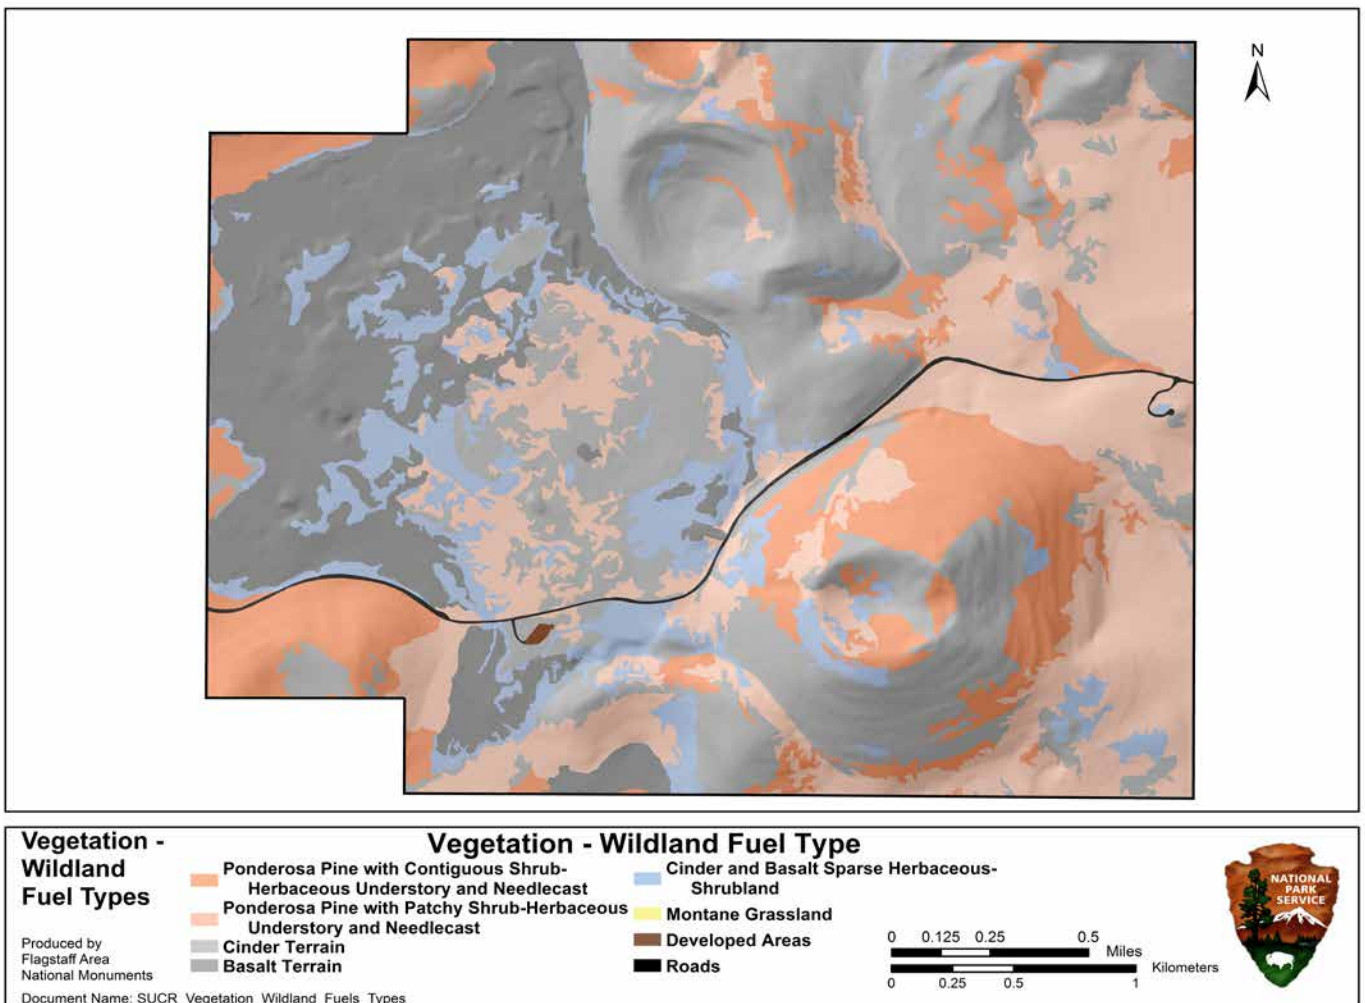 N
Vegetation -
Wildland
Fuel Types
Produced by
Flagstaff Area
National Monuments
Document Name: SUCR_Vegetation_Wildland_Fuels_Types
Vegetation - Wildland Fuel Type
Ponderosa Pine with Contiguous Shrub-
Herbaceous Understory and Needlecast
Ponderosa Pine with Patchy Shrub-Herbaceous
Understory and Needlecast
Cinder Terrain
Basalt Terrain
Cinder and Basalt Sparse Herbaceous-
Shrubland
Montane Grassland
Developed Areas
Roads
0 0.125 0.25 0.5
Miles
Kilometers
0 0.25 0.5 1
NATIONAL
PARK
SERVICE